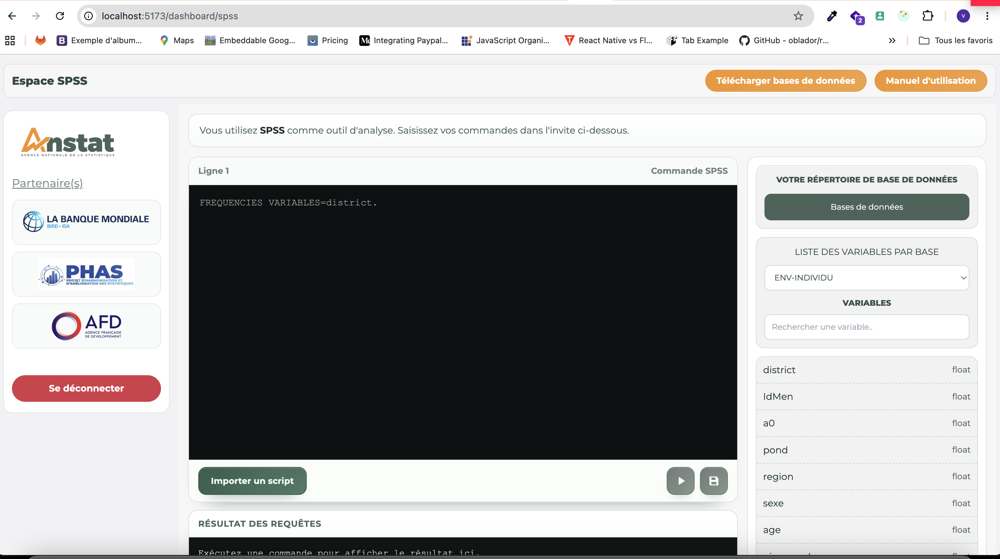 localhost:5173/dashboard/spss
V
2
Exemple d'album...
Maps
Embeddable Goog...
Pricing
Integrating Paypal...
JavaScript Organi...
React Native vs Fl...
Tab Example
GitHub - oblador/r...
Tous les favoris
Espace SPSS
Télécharger bases de données
Manuel d'utilisation
Anstat
AGENCE NATIONALE DE LA STATISTIQUE
Partenaire(s)
LA BANQUE MONDIALE
BIRD • IDA
PHAS
PROJET D'HARMONISATION ET
D'AMÉLIORATION DES STATISTIQUES
AFD
AGENCE FRANÇAISE
DE DÉVELOPPEMENT
Se déconnecter
Vous utilisez SPSS comme outil d'analyse. Saisissez vos commandes dans l'invite ci-dessous.
Ligne 1
Commande SPSS
FREQUENCIES VARIABLES=district.
Importer un script
RÉSULTAT DES REQUÊTES
Exécutez une commande pour afficher le résultat ici.
VOTRE RÉPERTOIRE DE BASE DE DONNÉES
Bases de données
LISTE DES VARIABLES PAR BASE
ENV-INDIVIDU
VARIABLES
Rechercher une variable..
district float
IdMen float
a0 float
pond float
region float
sexe float
age float